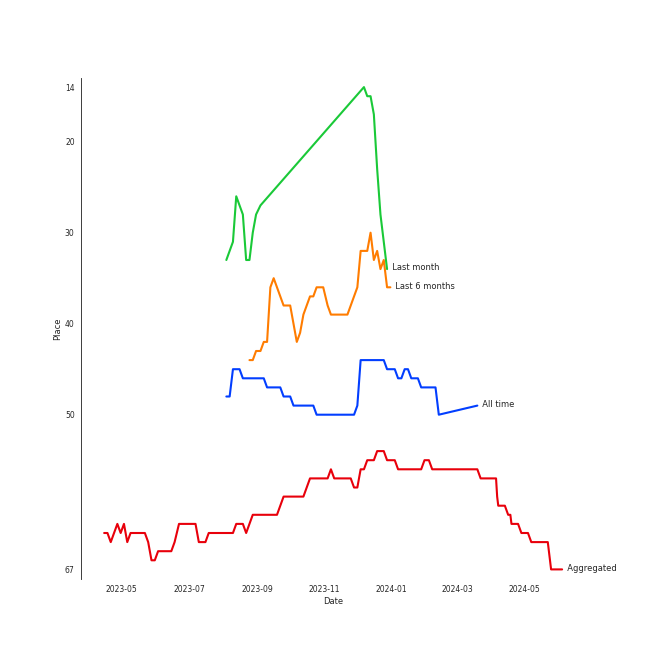 14
20
30
40
50
67
Place
Last month
Last 6 months
All time
Aggregated
2023-05 2023-07 2023-09 2023-11 2024-01 2024-03 2024-05
Date